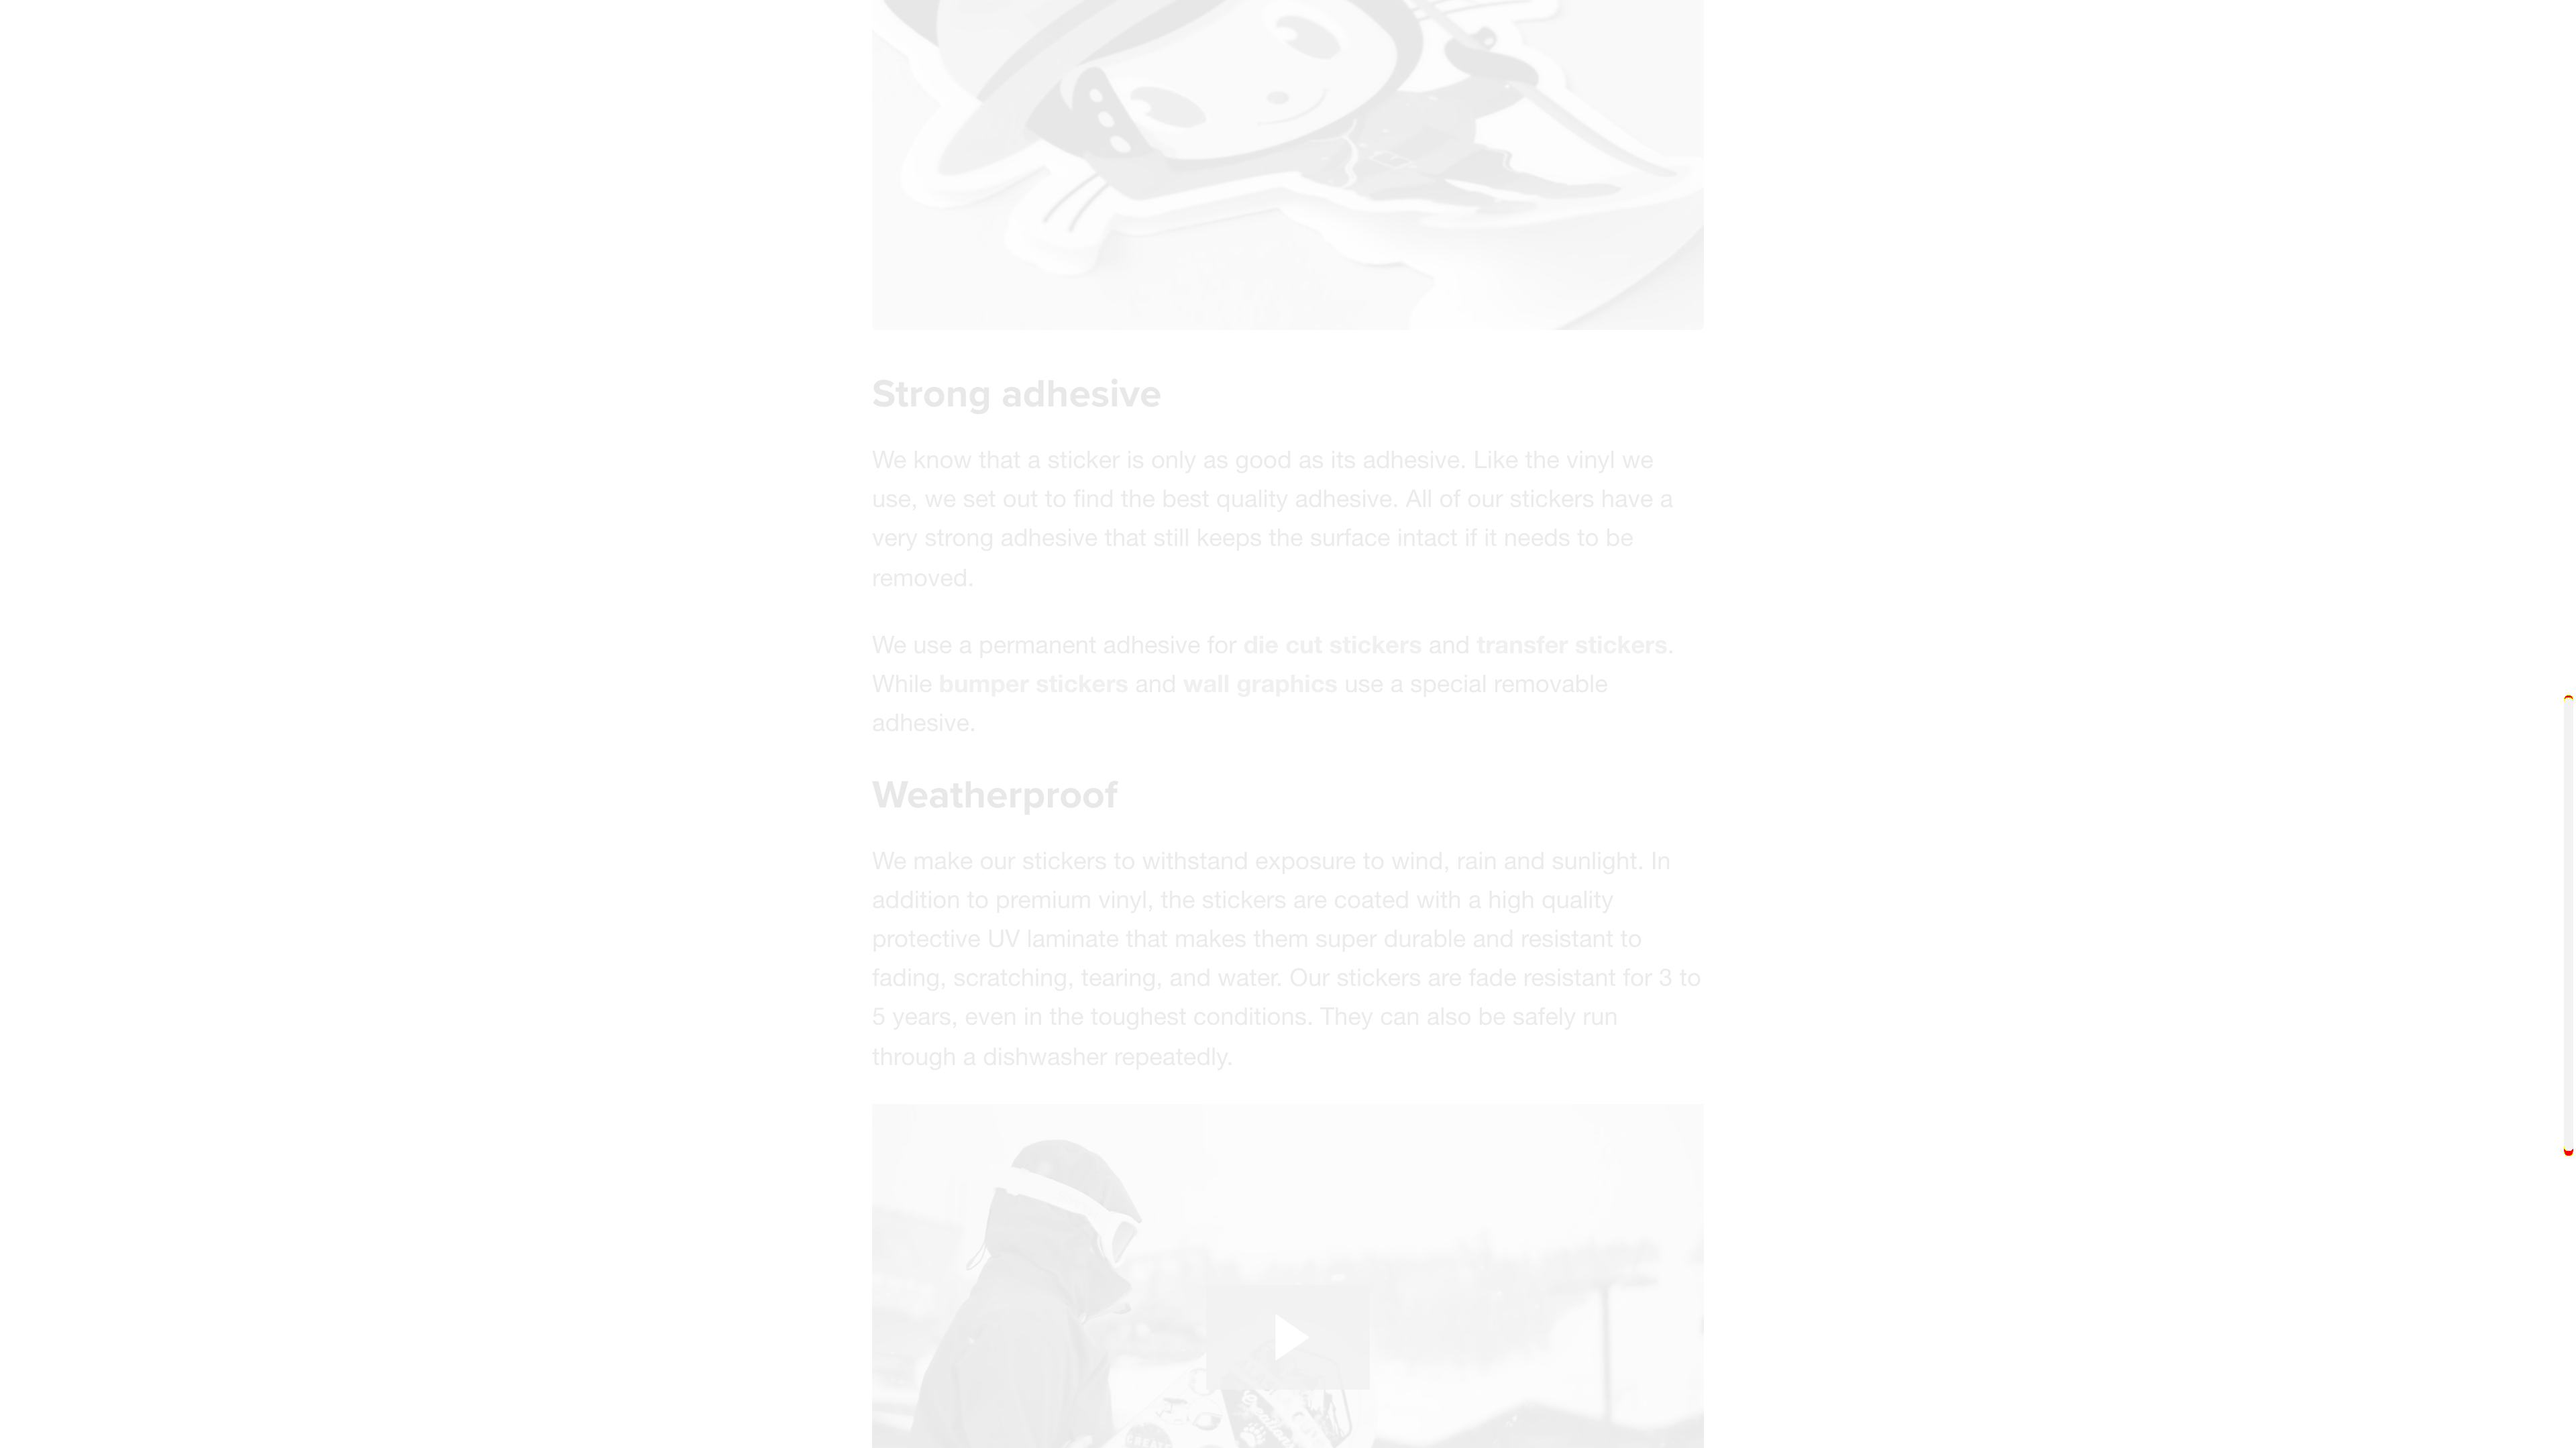 Strong adhesive
We know that a sticker is only as good as its adhesive. Like the vinyl we
use, we set out to find the best quality adhesive. All of our stickers have a
very strong adhesive that still keeps the surface intact if it needs to be
removed.
We use a permanent adhesive for die cut stickers and transfer stickers.
While bumper stickers and wall graphics use a special removable
adhesive.
Weatherproof
We make our stickers to withstand exposure to wind, rain and sunlight. In
addition to premium vinyl, the stickers are coated with a high quality
protective UV laminate that makes them super durable and resistant to
fading, scratching, tearing, and water. Our stickers are fade resistant for 3 to
5 years, even in the toughest conditions. They can also be safely run
through a dishwasher repeatedly.